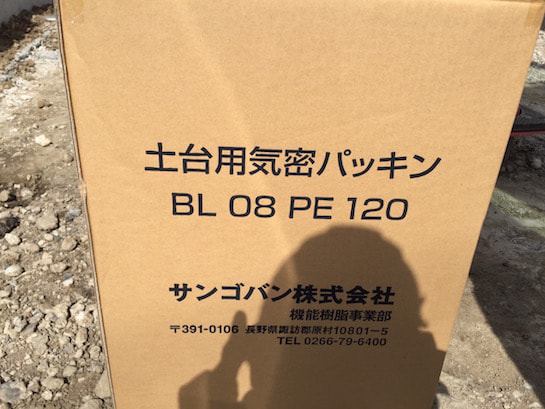 土台用気密パッキン
BL 08 PE 120
サンゴバン株式会社
機能樹脂事業部
〒391-0106 長野県諏訪郡原村10801-5
TEL 0266-79-6400